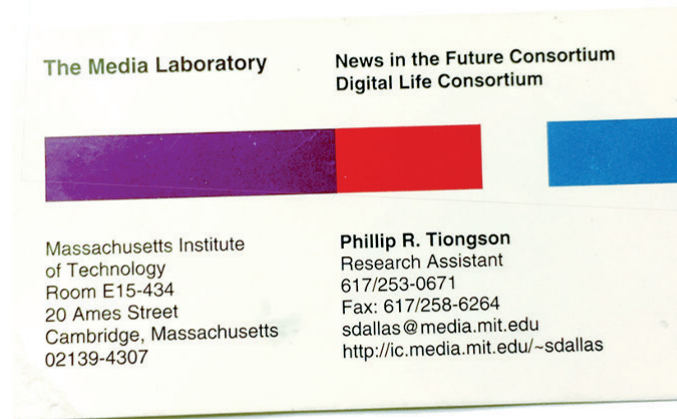 The Media Laboratory
News in the Future Consortium
Digital Life Consortium
Massachusetts Institute
of Technology
Room E15-434
20 Ames Street
Cambridge, Massachusetts
02139-4307
Phillip R. Tiongson
Research Assistant
617/253-0671
Fax: 617/258-6264
sdallas@media.mit.edu
http://ic.media.mit.edu/~sdallas